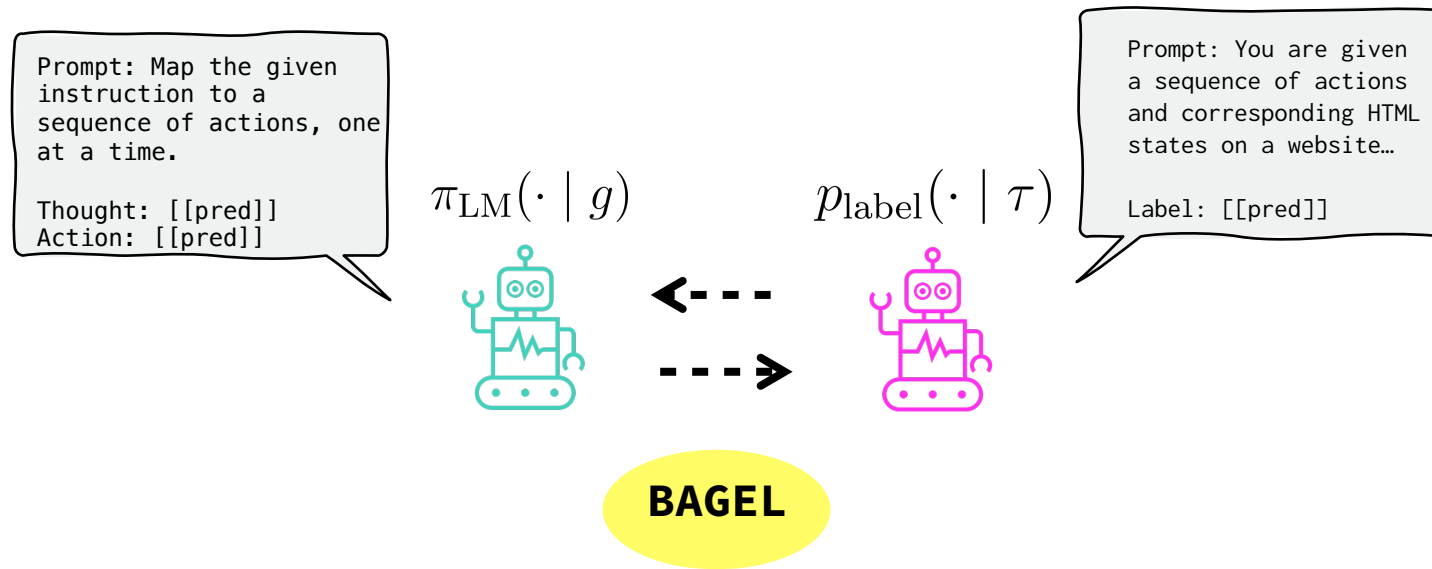 Prompt: Map the given
instruction to a
sequence of actions, one
at a time.
Thought: [[pred]]
Action: [[pred]]
Prompt: You are given
a sequence of actions
and corresponding HTML
states on a website…
Label: [[pred]]
π_LM(· | g)
p_label(· | τ)
BAGEL